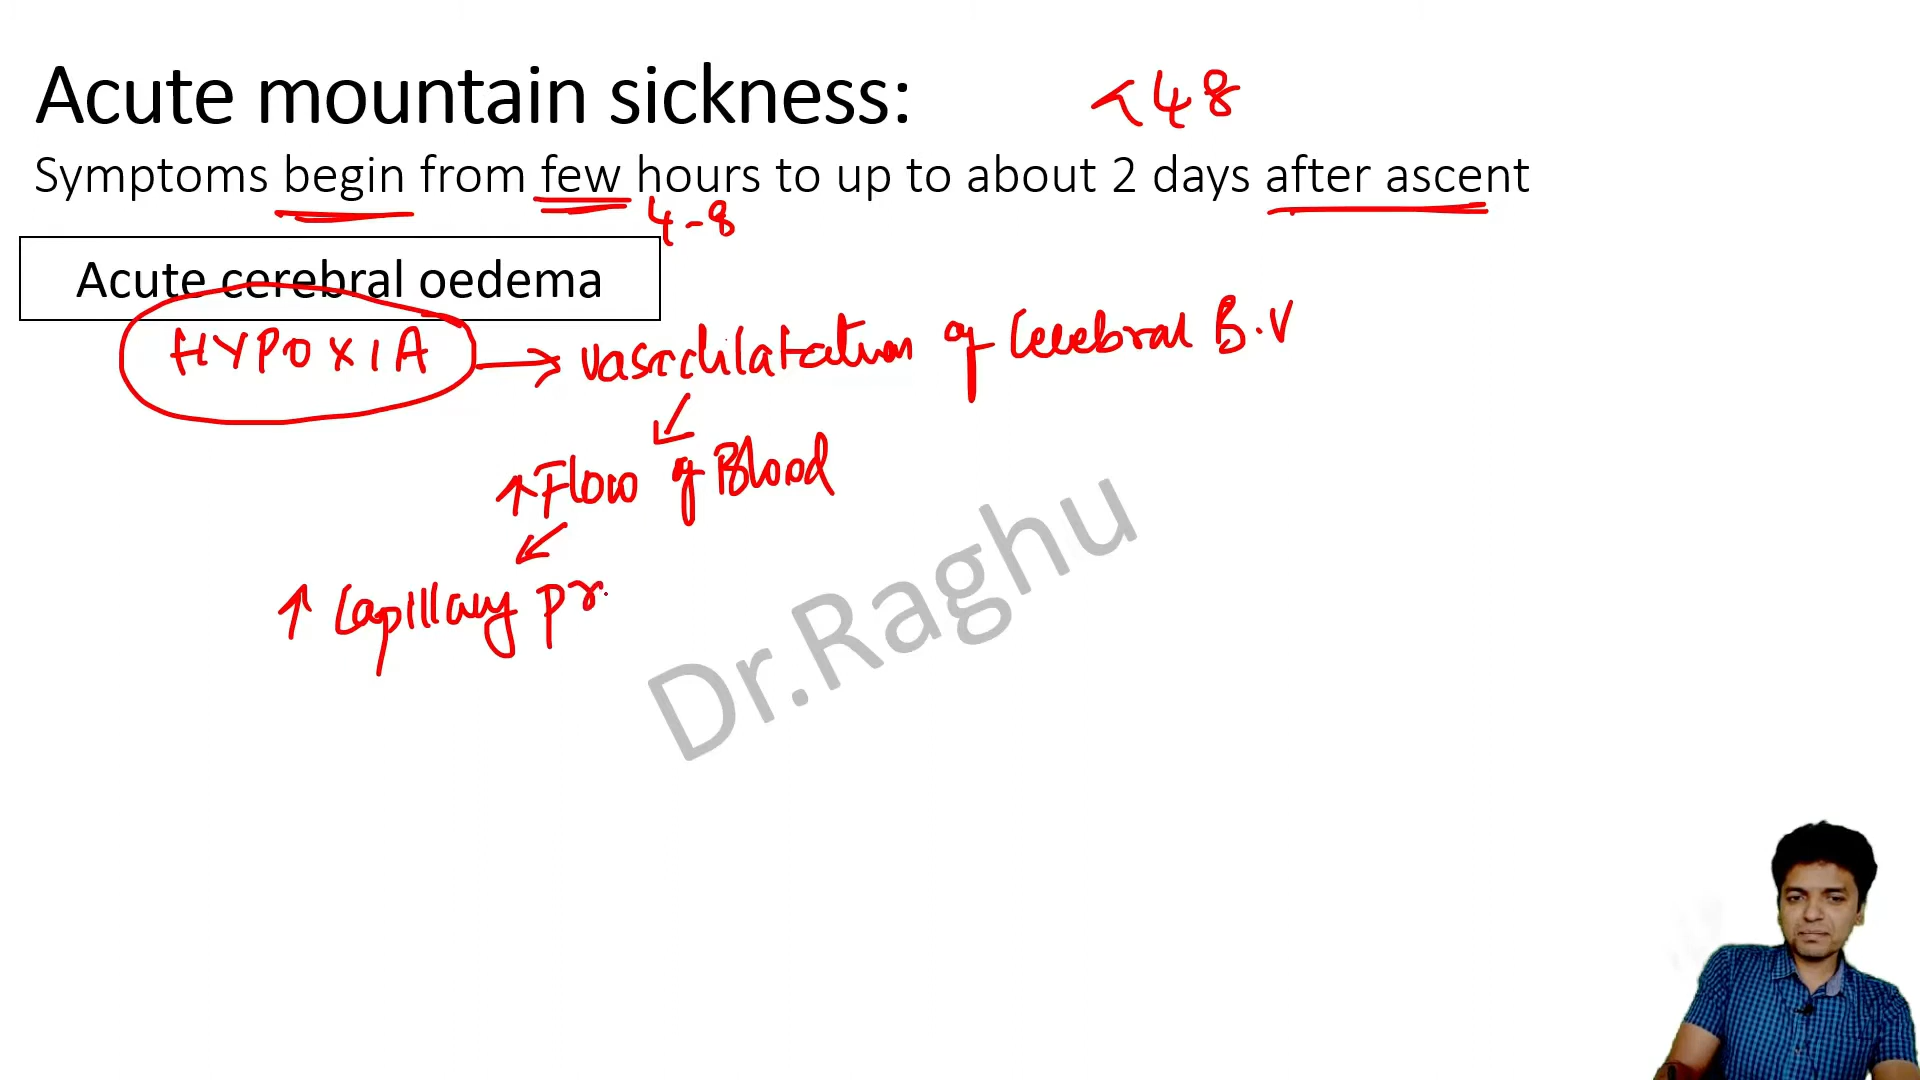 Acute mountain sickness:
<48
Symptoms begin from few hours to up to about 2 days after ascent
4-8
Acute cerebral oedema
HYPOXIA → vasodilatation of Cerebral B.V
↑ Flow of Blood
↑ Capillary pr.
Dr.Raghu